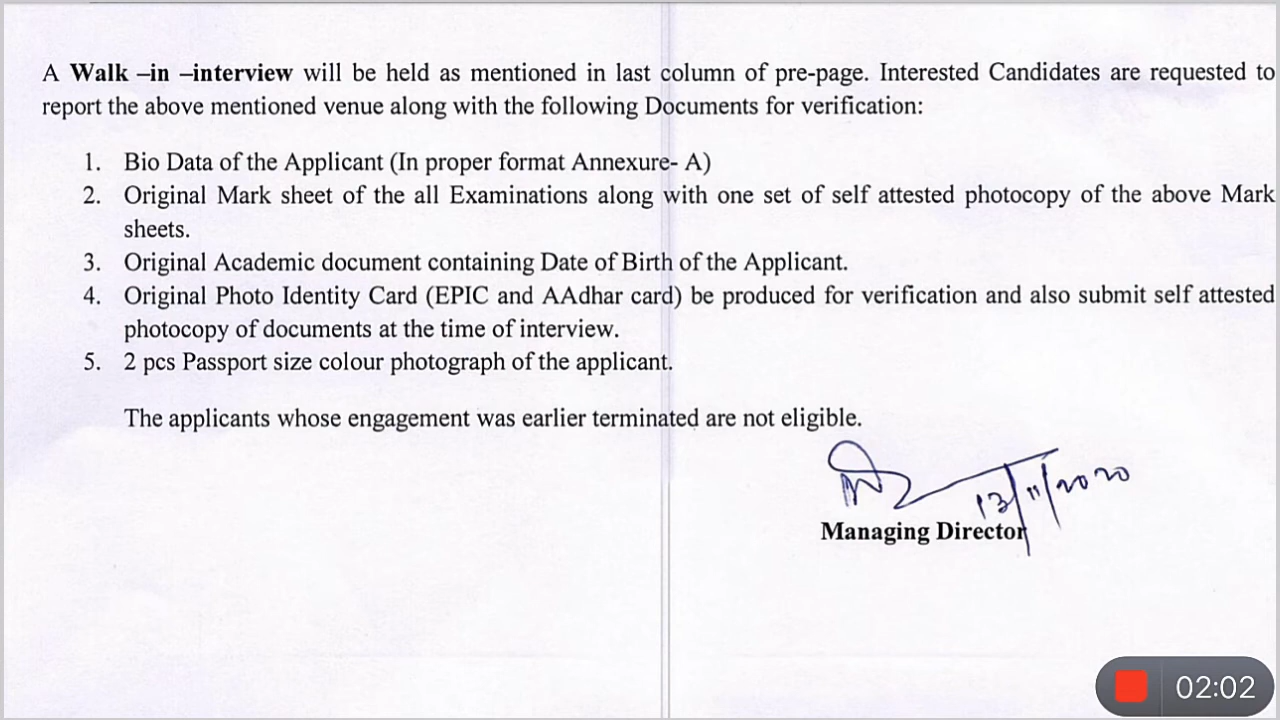 A Walk –in –interview will be held as mentioned in last column of pre-page. Interested Candidates are requested to
report the above mentioned venue along with the following Documents for verification:
1. Bio Data of the Applicant (In proper format Annexure- A)
2. Original Mark sheet of the all Examinations along with one set of self attested photocopy of the above Mark
sheets.
3. Original Academic document containing Date of Birth of the Applicant.
4. Original Photo Identity Card (EPIC and AAdhar card) be produced for verification and also submit self attested
photocopy of documents at the time of interview.
5. 2 pcs Passport size colour photograph of the applicant.
The applicants whose engagement was earlier terminated are not eligible.
13/11/2020
Managing Director
02:02